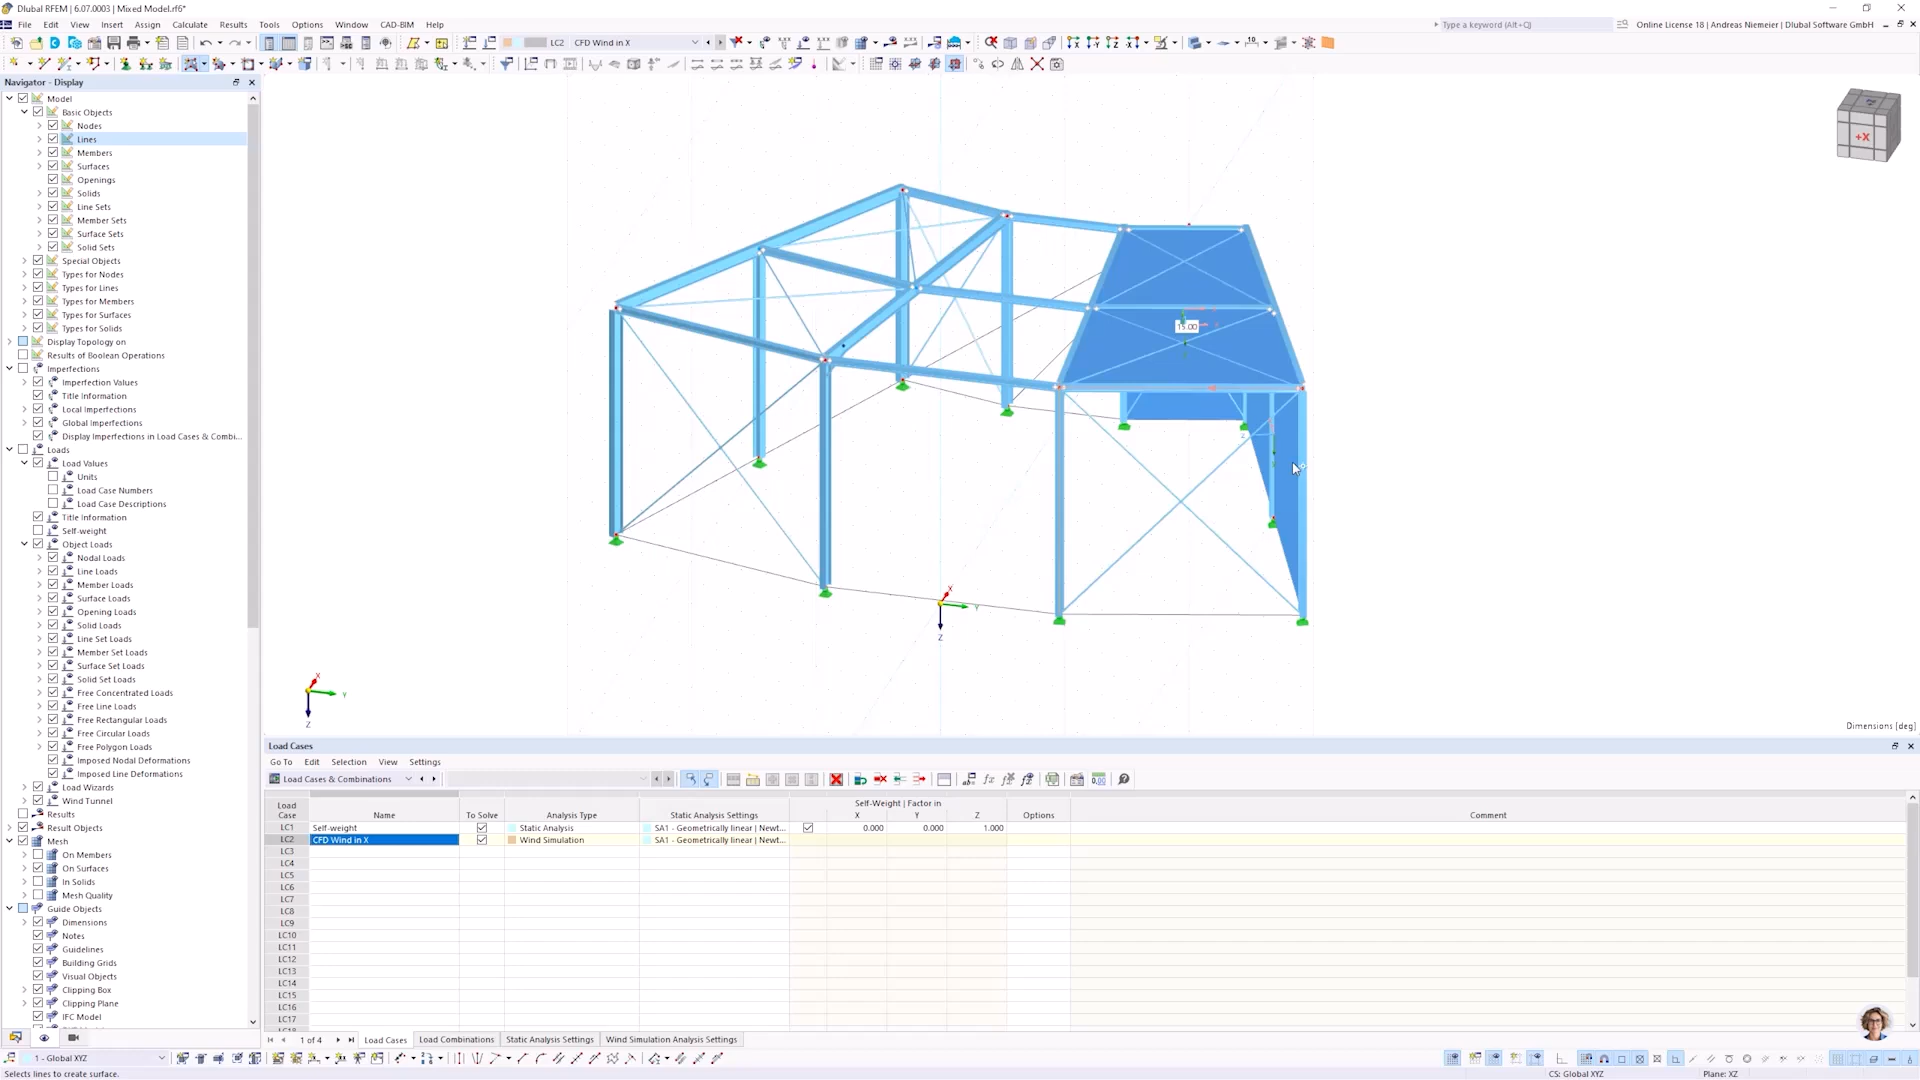 Dlubal RFEM | 6.07.0003 | Mixed Model.rf6*
File Edit View Insert Assign Calculate Results Tools Options Window CAD-BIM Help
Type a keyword (Alt+Q)
Online License 18 | Andreas Niemeier | Dlubal Software GmbH
LC2 CFD Wind in X
Navigator - Display
Model
Basic Objects
Nodes
Lines
Members
Surfaces
Openings
Solids
Line Sets
Member Sets
Surface Sets
Solid Sets
Special Objects
Types for Nodes
Types for Lines
Types for Members
Types for Surfaces
Types for Solids
Display Topology on
Results of Boolean Operations
Imperfections
Imperfection Values
Title Information
Local Imperfections
Global Imperfections
Display Imperfections in Load Cases & Combi...
Loads
Load Values
Units
Load Case Numbers
Load Case Descriptions
Title Information
Self-weight
Object Loads
Nodal Loads
Line Loads
Member Loads
Surface Loads
Opening Loads
Solid Loads
Line Set Loads
Member Set Loads
Surface Set Loads
Solid Set Loads
Free Concentrated Loads
Free Line Loads
Free Rectangular Loads
Free Circular Loads
Free Polygon Loads
Imposed Nodal Deformations
Imposed Line Deformations
Load Wizards
Wind Tunnel
Results
Result Objects
Mesh
On Members
On Surfaces
In Solids
Mesh Quality
Guide Objects
Dimensions
Notes
Guidelines
Building Grids
Visual Objects
Clipping Box
Clipping Plane
IFC Model
+X
15.00
X
Y
Z
X
Y
Z
Dimensions [deg]
Load Cases
Go To Edit Selection View Settings
Load Cases & Combinations
Load Case Name To Solve Analysis Type Static Analysis Settings Self-Weight | Factor in X Y Z Options Comment
LC1 Self-weight Static Analysis SA1 - Geometrically linear | Newt... 0.000 0.000 1.000
LC2 CFD Wind in X Wind Simulation SA1 - Geometrically linear | Newt...
LC3
LC4
LC5
LC6
LC7
LC8
LC9
LC10
LC11
LC12
LC13
LC14
LC15
LC16
LC17
1 of 4 Load Cases Load Combinations Static Analysis Settings Wind Simulation Analysis Settings
1 - Global XYZ
Selects lines to create surface.
CS: Global XYZ
Plane: XZ